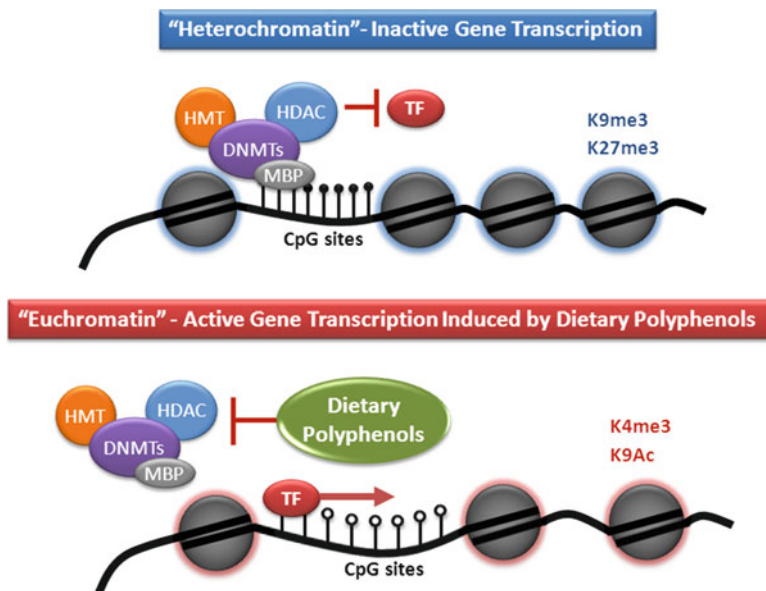 “Heterochromatin”- Inactive Gene Transcription
HMT
HDAC
TF
DNMTs
MBP
K9me3
K27me3
CpG sites
“Euchromatin” - Active Gene Transcription Induced by Dietary Polyphenols
HMT
HDAC
DNMTs
MBP
Dietary
Polyphenols
K4me3
K9Ac
TF
CpG sites